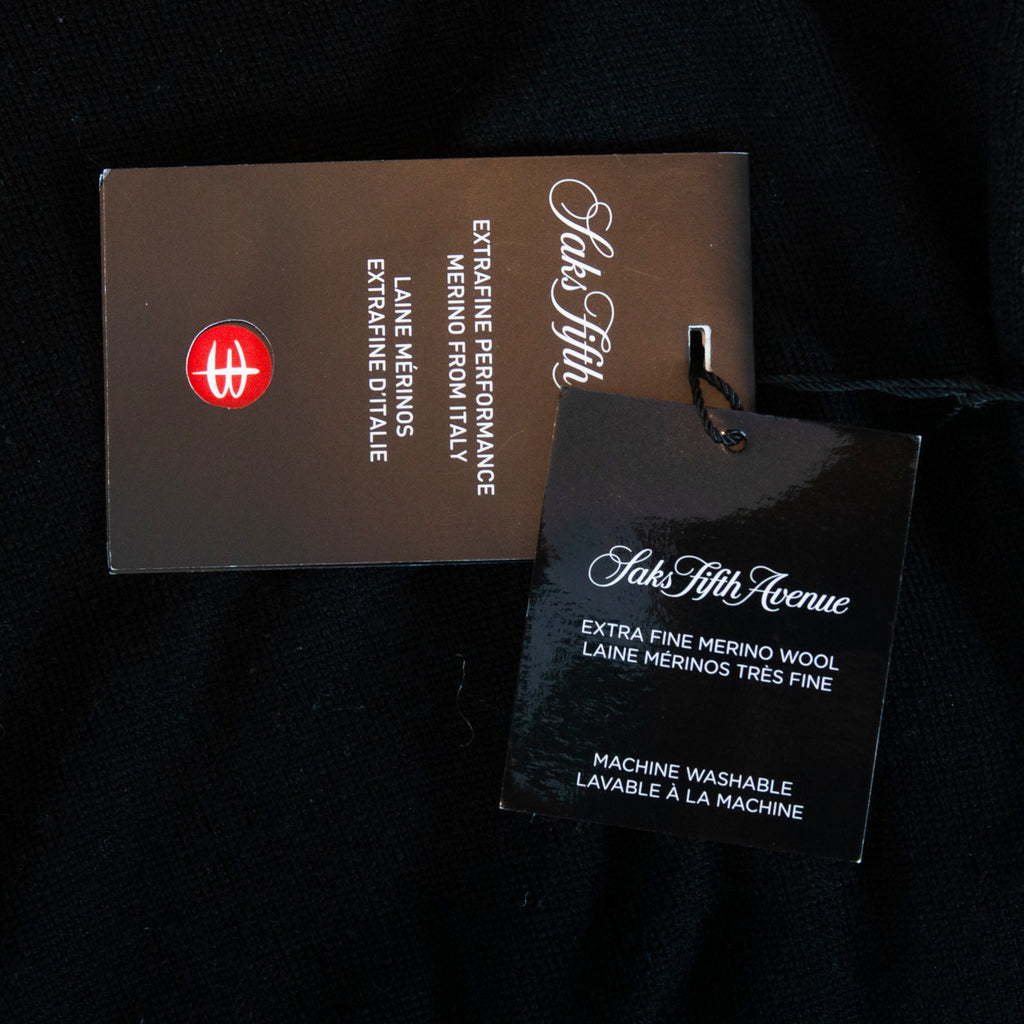 Saks Fifth
EXTRAFINE PERFORMANCE
MERINO FROM ITALY
LAINE MÉRINOS
EXTRAFINE D'ITALIE
Saks Fifth Avenue
EXTRA FINE MERINO WOOL
LAINE MÉRINOS TRÈS FINE
MACHINE WASHABLE
LAVABLE À LA MACHINE